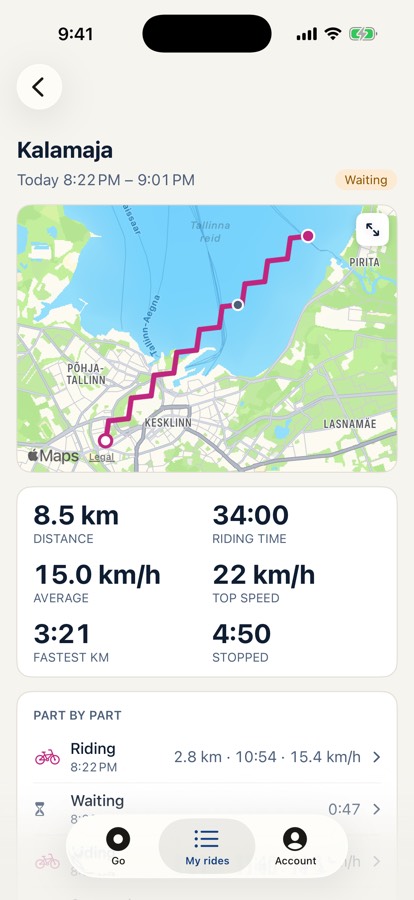 9:41
Kalamaja
Today 8:22 PM – 9:01 PM
Waiting
aissaar
Tallinna
reid
PIRITA
Tallinn-Aegna
PÕHJA-
TALLINN
KESKLINN
LASNAMÄE
Maps
Legal
8.5 km
34:00
DISTANCE
RIDING TIME
15.0 km/h
22 km/h
AVERAGE
TOP SPEED
3:21
4:50
FASTEST KM
STOPPED
PART BY PART
Riding
2.8 km · 10:54 · 15.4 km/h
8:22 PM
Waiting
0:47
Go
My rides
Account